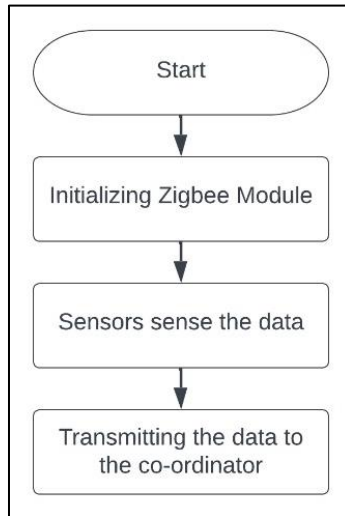 Start
Initializing Zigbee Module
Sensors sense the data
Transmitting the data to
the co-ordinator